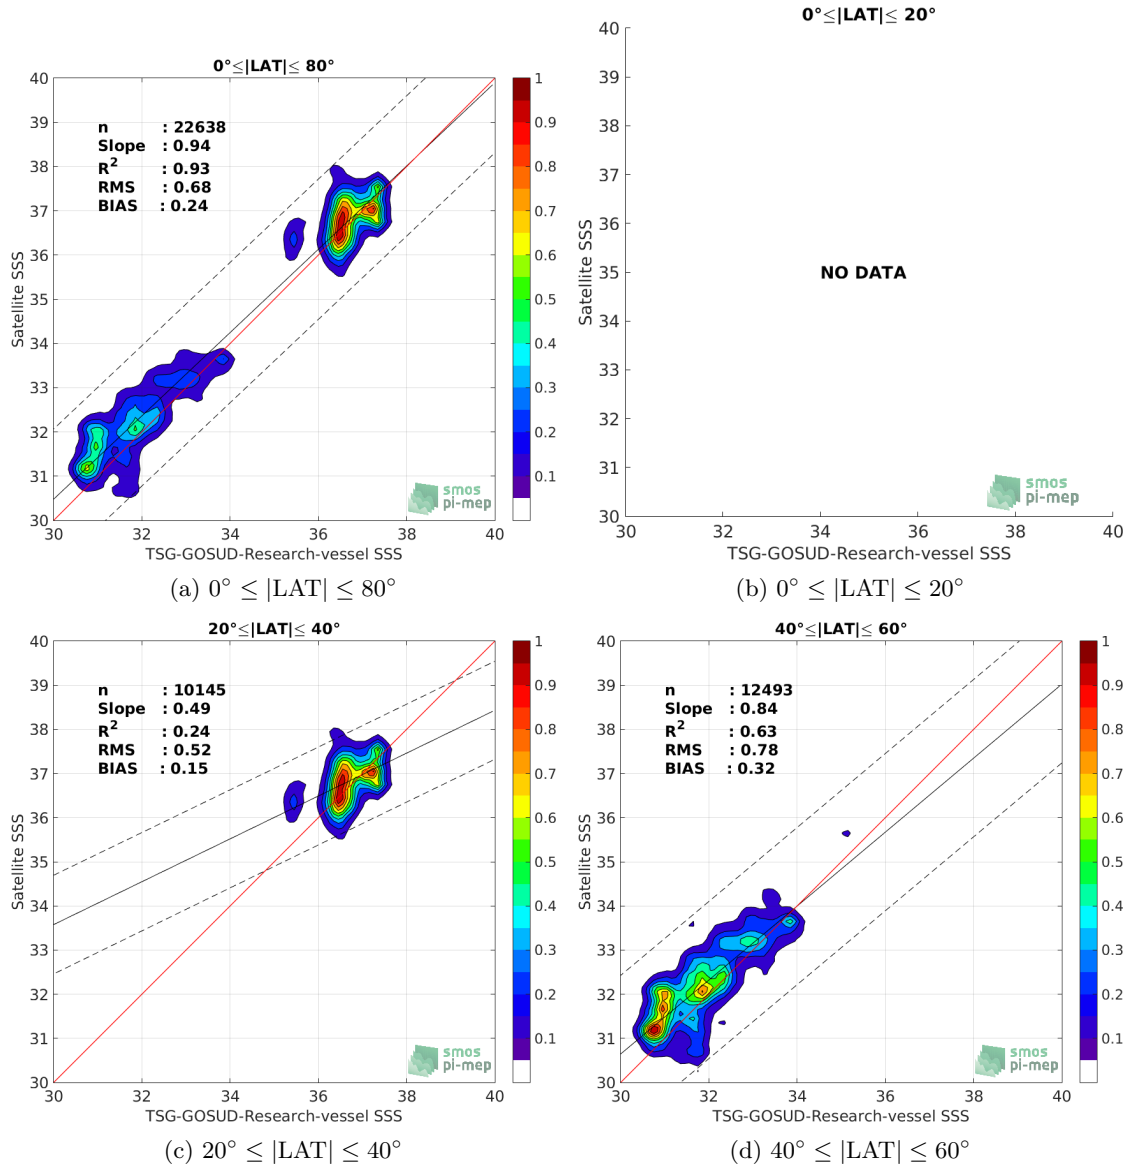 0°≤|LAT|≤ 80°
40
39
38
37
36
35
34
33
32
31
30
Satellite SSS
n : 22638
Slope : 0.94
R² : 0.93
RMS : 0.68
BIAS : 0.24
smos
pi-mep
30 32 34 36 38 40
TSG-GOSUD-Research-vessel SSS
1
0.9
0.8
0.7
0.6
0.5
0.4
0.3
0.2
0.1
(a) 0° ≤ |LAT| ≤ 80°
0°≤|LAT|≤ 20°
40
39
38
37
36
35
34
33
32
31
30
Satellite SSS
NO DATA
smos
pi-mep
30 32 34 36 38 40
TSG-GOSUD-Research-vessel SSS
(b) 0° ≤ |LAT| ≤ 20°
20°≤|LAT|≤ 40°
40
39
38
37
36
35
34
33
32
31
30
Satellite SSS
n : 10145
Slope : 0.49
R² : 0.24
RMS : 0.52
BIAS : 0.15
smos
pi-mep
30 32 34 36 38 40
TSG-GOSUD-Research-vessel SSS
1
0.9
0.8
0.7
0.6
0.5
0.4
0.3
0.2
0.1
(c) 20° ≤ |LAT| ≤ 40°
40°≤|LAT|≤ 60°
40
39
38
37
36
35
34
33
32
31
30
Satellite SSS
n : 12493
Slope : 0.84
R² : 0.63
RMS : 0.78
BIAS : 0.32
smos
pi-mep
30 32 34 36 38 40
TSG-GOSUD-Research-vessel SSS
1
0.9
0.8
0.7
0.6
0.5
0.4
0.3
0.2
0.1
(d) 40° ≤ |LAT| ≤ 60°